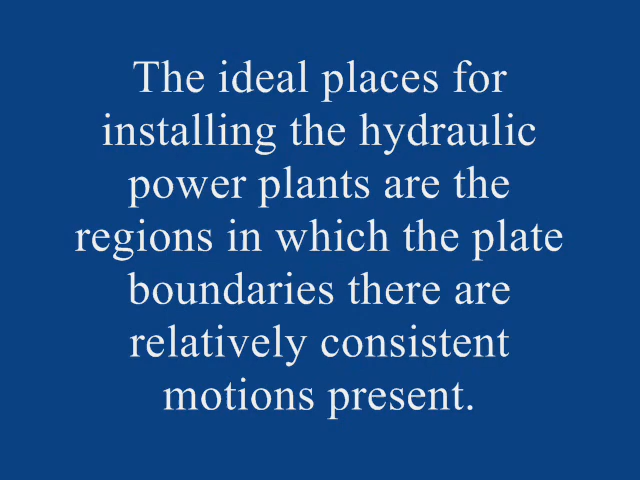 The ideal places for
installing the hydraulic
power plants are the
regions in which the plate
boundaries there are
relatively consistent
motions present.